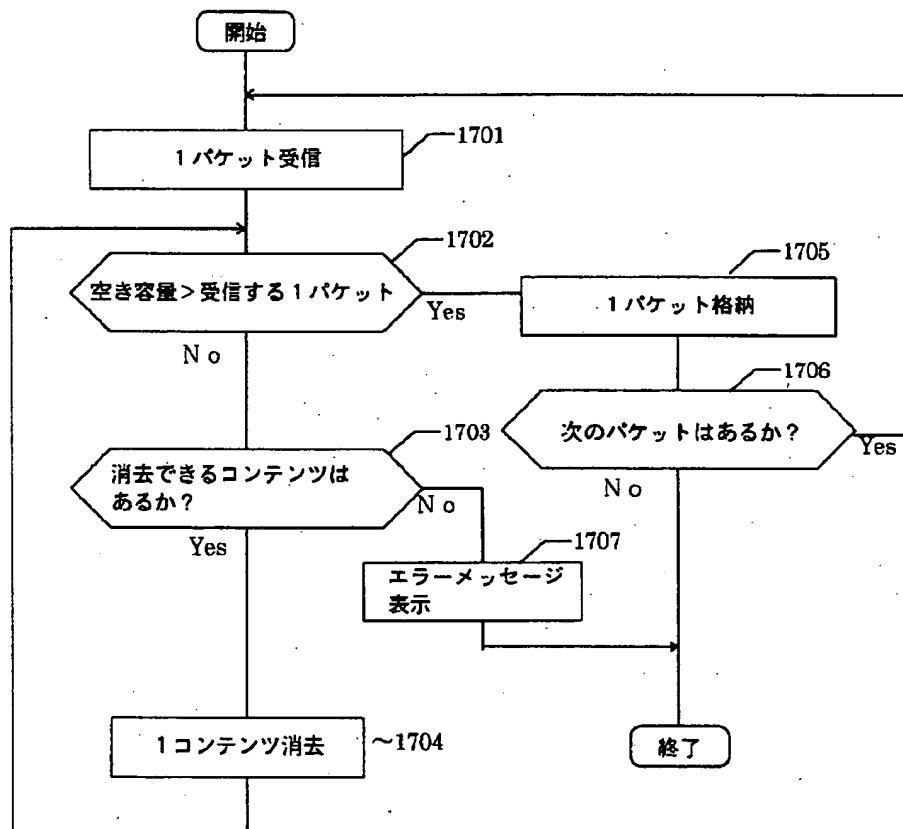 開始
1パケット受信
1701
空き容量>受信する1パケット
1702
Yes
No
1パケット格納
1705
次のパケットはあるか?
1706
Yes
No
消去できるコンテンツは
あるか?
1703
No
Yes
エラーメッセージ
表示
1707
1コンテンツ消去
~1704
終了